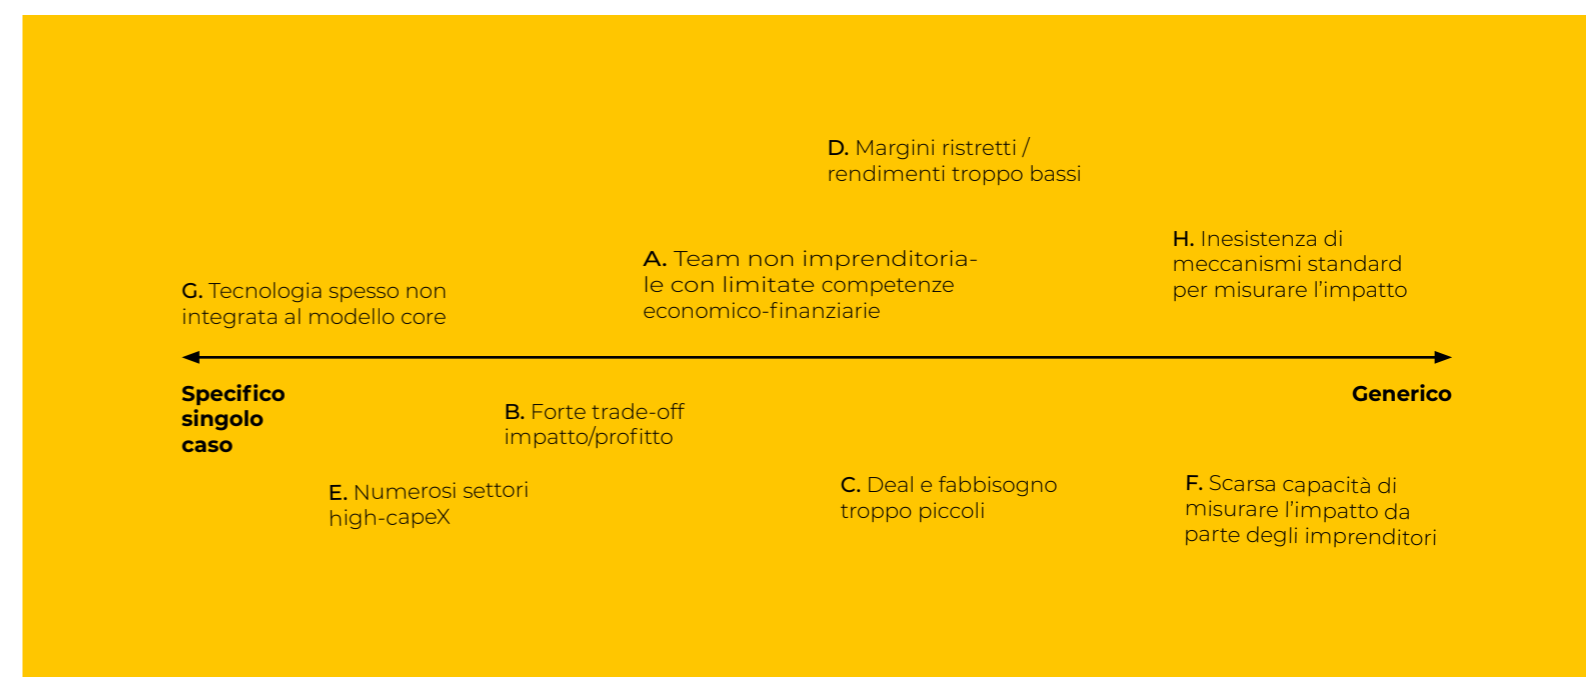 D. Margini ristretti /
rendimenti troppo bassi
H. Inesistenza di
meccanismi standard
per misurare l'impatto
A. Team non imprenditoria-
le con limitate competenze
economico-finanziarie
G. Tecnologia spesso non
integrata al modello core
Specifico
singolo
caso
Generico
B. Forte trade-off
impatto/profitto
E. Numerosi settori
high-capeX
C. Deal e fabbisogno
troppo piccoli
F. Scarsa capacità di
misurare l'impatto da
parte degli imprenditori